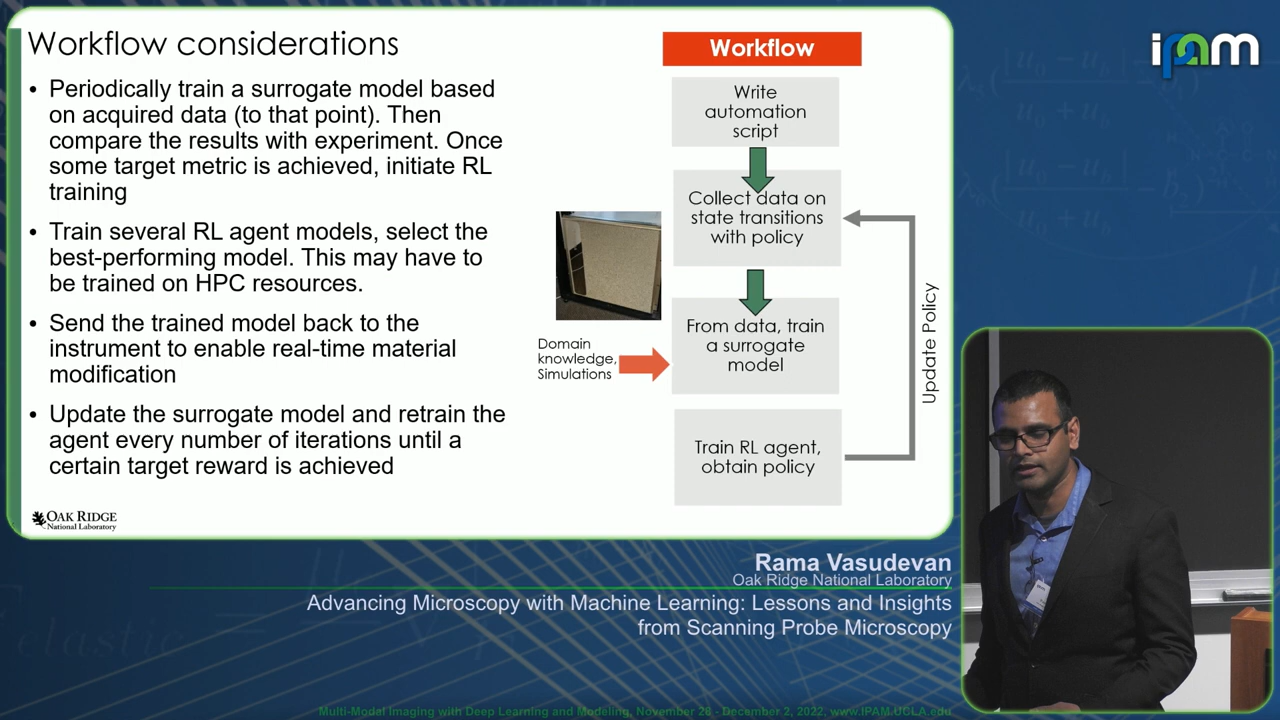 Workflow considerations
• Periodically train a surrogate model based
on acquired data (to that point). Then
compare the results with experiment. Once
some target metric is achieved, initiate RL
training
• Train several RL agent models, select the
best-performing model. This may have to
be trained on HPC resources.
• Send the trained model back to the
instrument to enable real-time material
modification
• Update the surrogate model and retrain the
agent every number of iterations until a
certain target reward is achieved
OAK RIDGE
National Laboratory
Workflow
Write
automation
script
Collect data on
state transitions
with policy
Domain
knowledge,
Simulations
From data, train
a surrogate
model
Train RL agent,
obtain policy
Update Policy
ipam
Rama Vasudevan
Oak Ridge National Laboratory
Advancing Microscopy with Machine Learning: Lessons and Insights
from Scanning Probe Microscopy
elastic
Multi-Modal Imaging with Deep Learning and Modeling, November 28 - December 2, 2022, www.IPAM.UCLA.edu